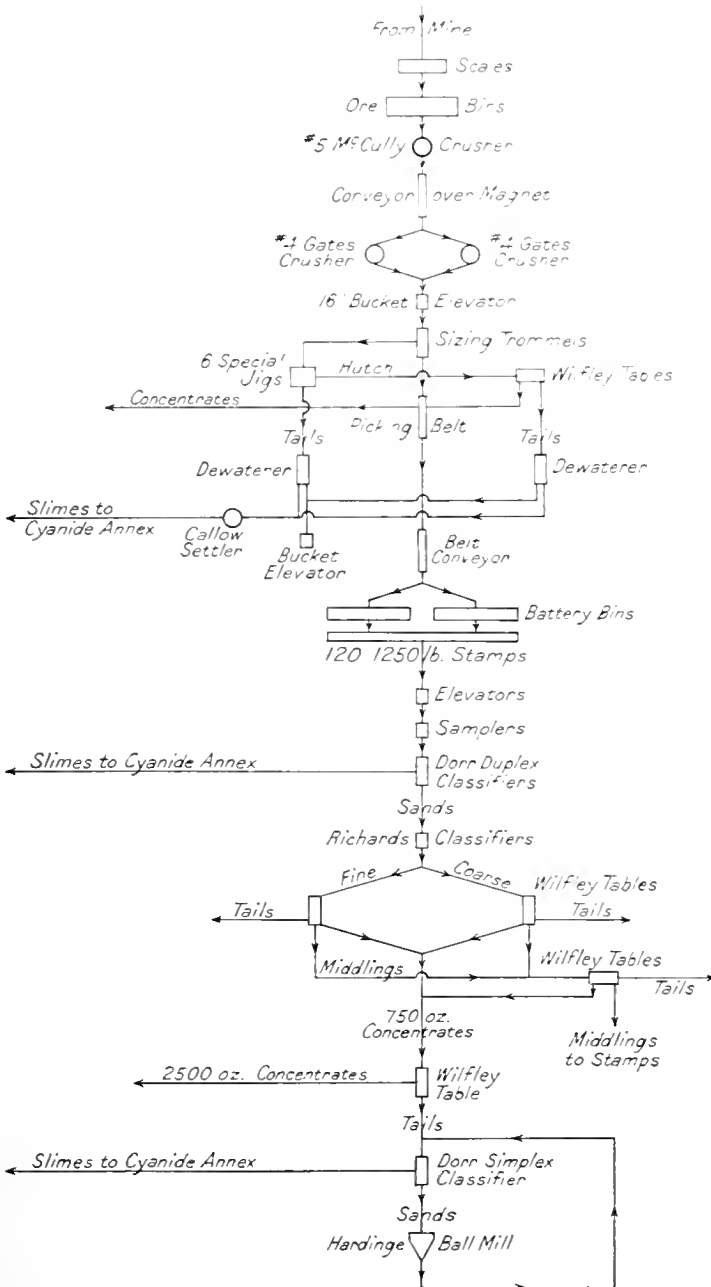 From Mine
Scales
Ore Bins
#5 McCully Crusher
Conveyor over Magnet
#4 Gates
Crusher
#4 Gates
Crusher
16" Bucket Elevator
Sizing Trommels
6 Special
Jigs
Hutch
Wilfley Tables
Concentrates
Picking Belt
Tails
Tails
Dewaterer
Dewaterer
Slimes to
Cyanide Annex
Callow
Settler
Bucket
Elevator
Belt
Conveyor
Battery Bins
120 1250 lb. Stamps
Elevators
Samplers
Slimes to Cyanide Annex
Dorr Duplex
Classifiers
Sands
Richards Classifiers
Fine
Coarse
Wilfley Tables
Tails
Tails
Middlings
Wilfley Tables
Tails
750 oz.
Concentrates
Middlings
to Stamps
2500 oz. Concentrates
Wilfley
Table
Tails
Slimes to Cyanide Annex
Dorr Simplex
Classifier
Sands
Hardinge Ball Mill